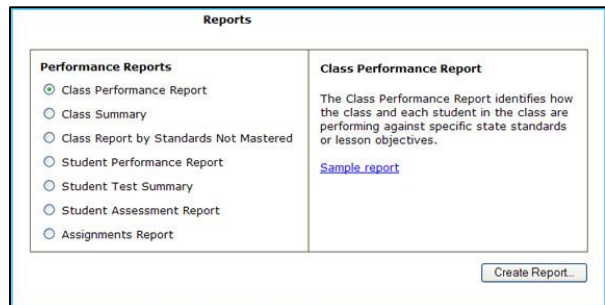 Reports
Performance Reports
Class Performance Report
Class Summary
Class Report by Standards Not Mastered
Student Performance Report
Student Test Summary
Student Assessment Report
Assignments Report
Class Performance Report
The Class Performance Report identifies how
the class and each student in the class are
performing against specific state standards
or lesson objectives.
Sample report
Create Report...